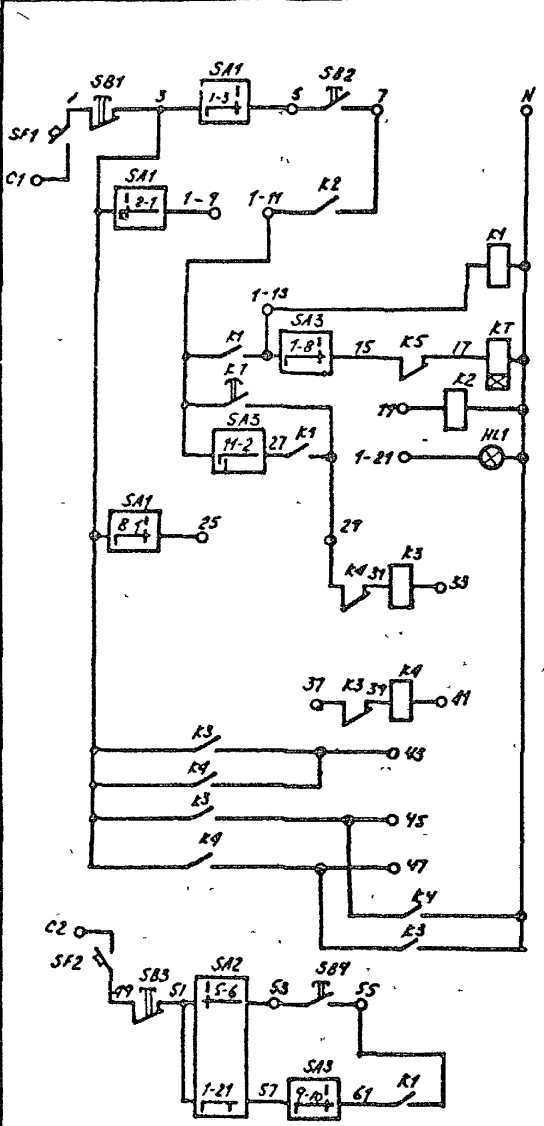 SA1
SB2
SB1
1
3
1-3
5
7
N
SF1
C1
SA1
2-1
1-9
1-11
K2
K1
1-13
SA3
K1
1-8
15
K5
17
KT
KT
K2
SA3
19
11-2
27
K1
1-21
HL1
SA1
8-7
25
29
K4
31
K3
33
37
K3
39
K4
41
K3
43
K4
K3
45
K4
47
K4
K3
C2
SF2
SA2
SB4
49
SB3
51
5-6
53
55
SA3
1-21
57
9-10
61
K1